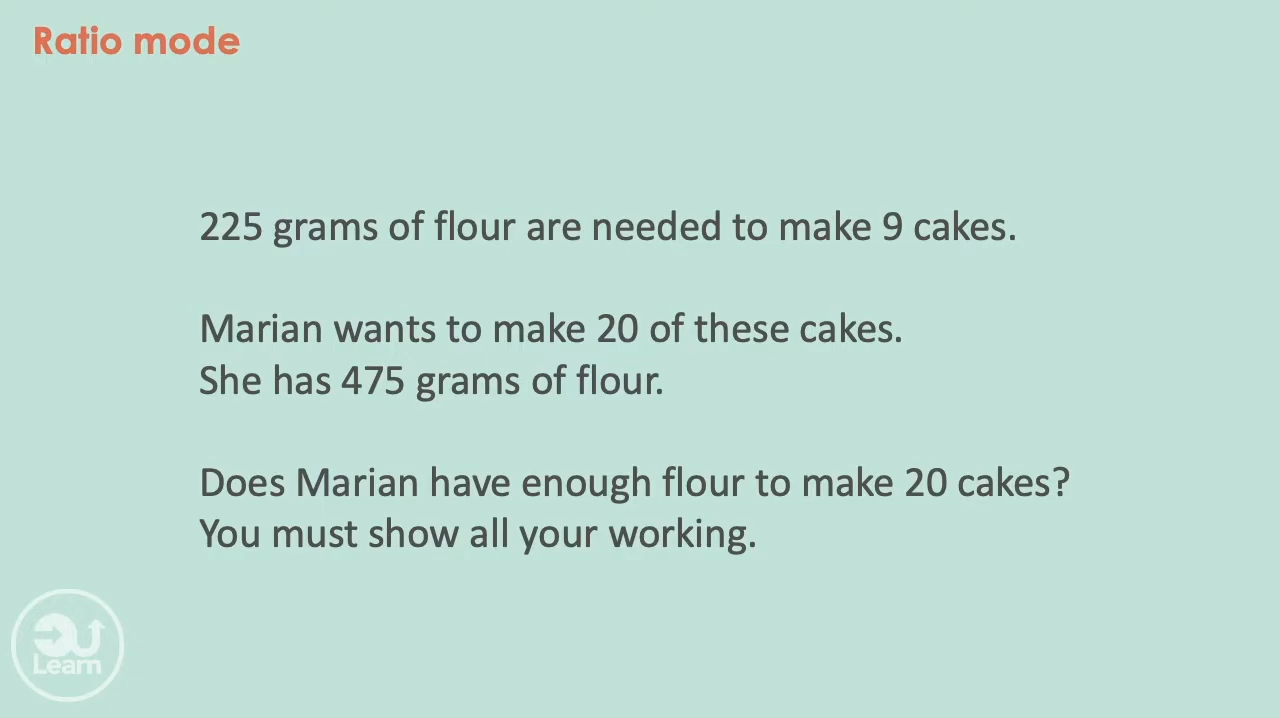 Ratio mode
225 grams of flour are needed to make 9 cakes.
Marian wants to make 20 of these cakes.
She has 475 grams of flour.
Does Marian have enough flour to make 20 cakes?
You must show all your working.
Learn